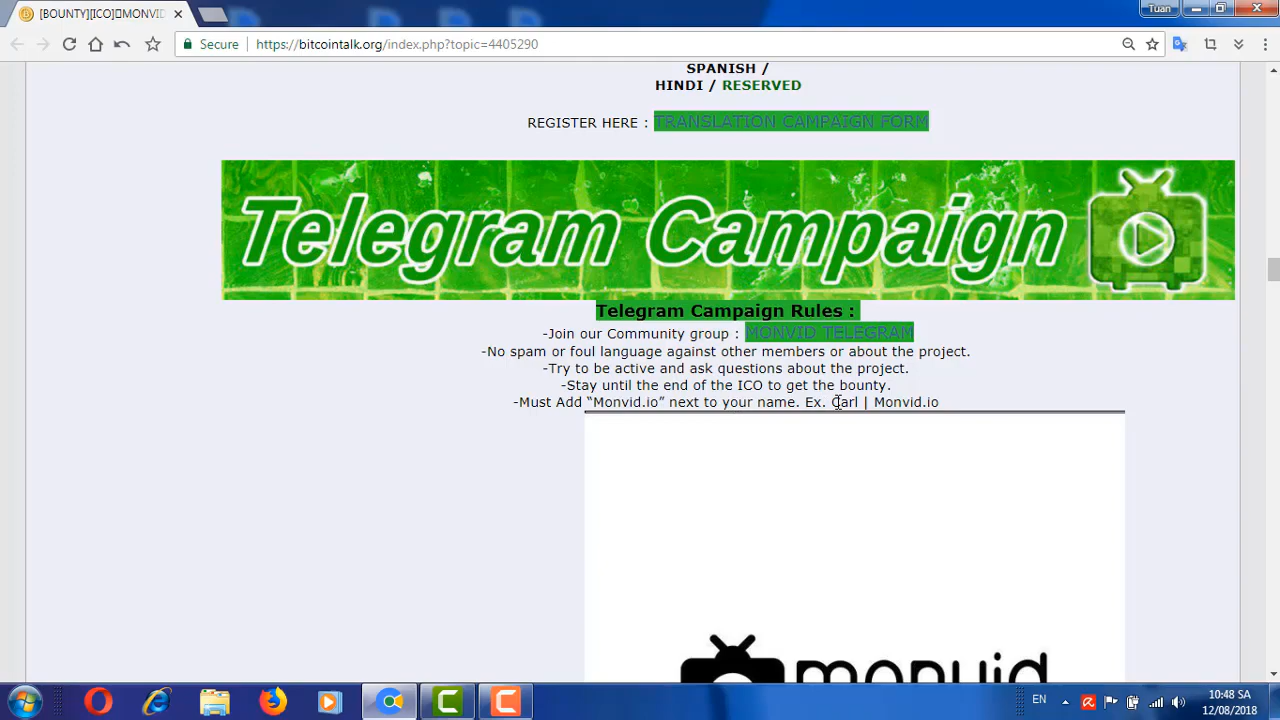 [BOUNTY][ICO]MONVID
Tuan
Secure
https://bitcointalk.org/index.php?topic=4405290
SPANISH /
HINDI / RESERVED
REGISTER HERE : TRANSLATION CAMPAIGN FORM
Telegram Campaign
Telegram Campaign Rules :
-Join our Community group : MONVID TELEGRAM
-No spam or foul language against other members or about the project.
-Try to be active and ask questions about the project.
-Stay until the end of the ICO to get the bounty.
-Must Add “Monvid.io” next to your name. Ex. Carl | Monvid.io
monvid
EN
10:48 SA
12/08/2018